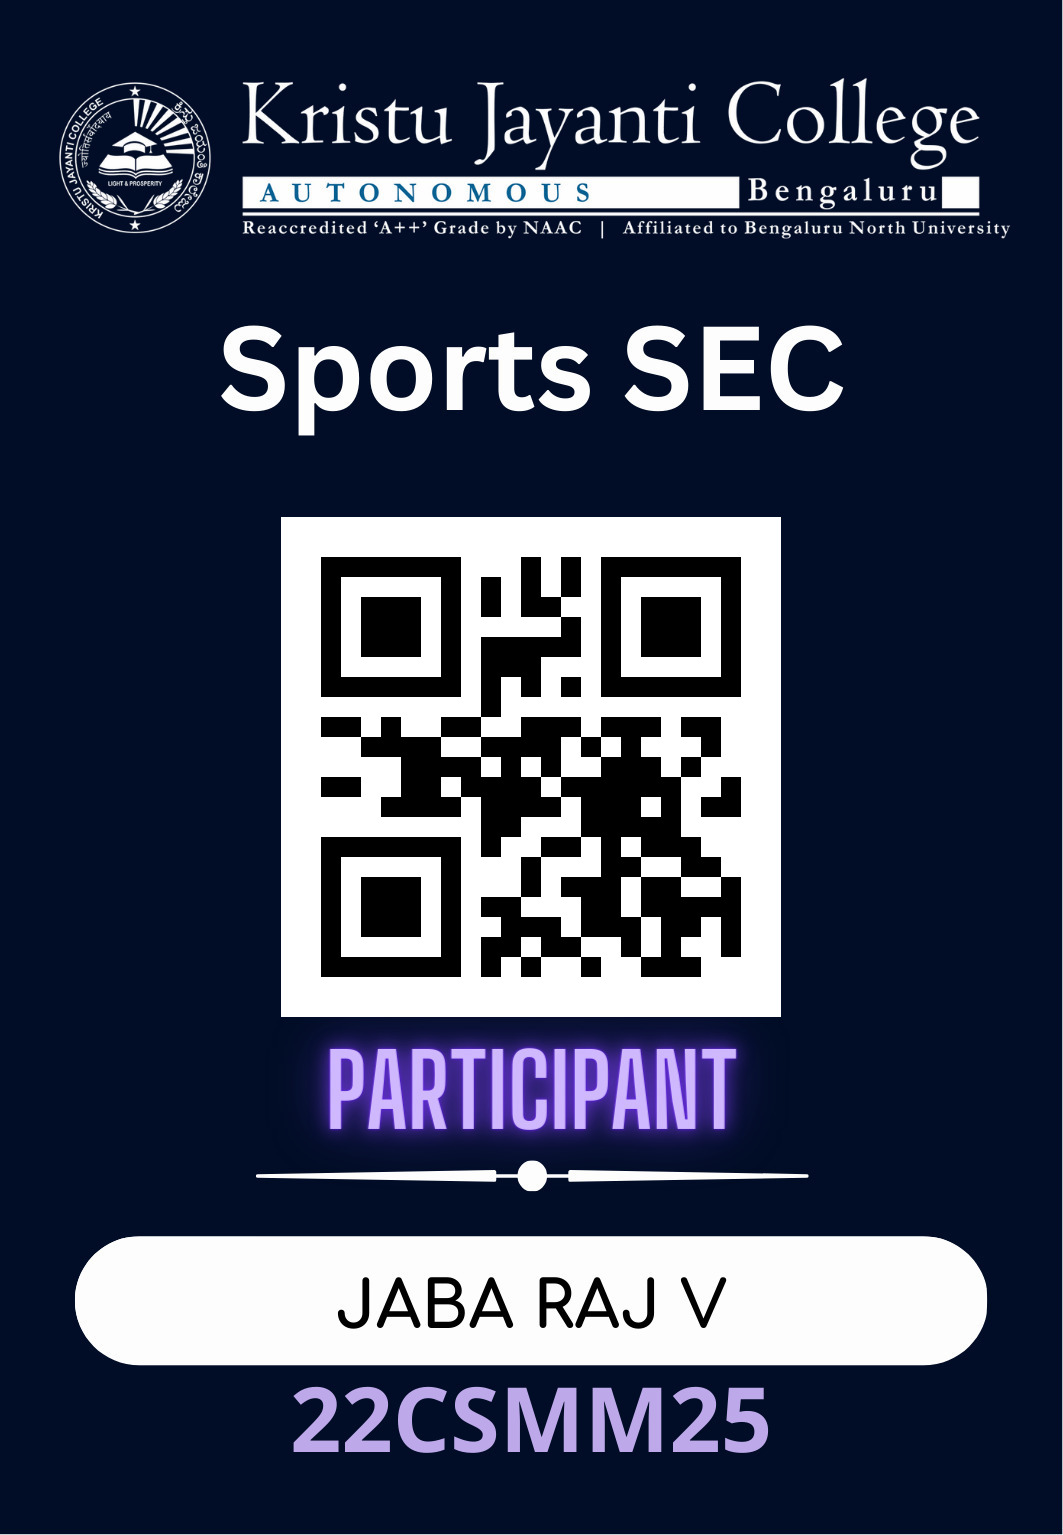 Kristu Jayanti College
AUTONOMOUS Bengaluru
Reaccredited ‘A++’ Grade by NAAC | Affiliated to Bengaluru North University
KRISTU JAYANTI COLLEGE
LIGHT & PROSPERITY
Sports SEC
PARTICIPANT
JABA RAJ V
22CSMM25